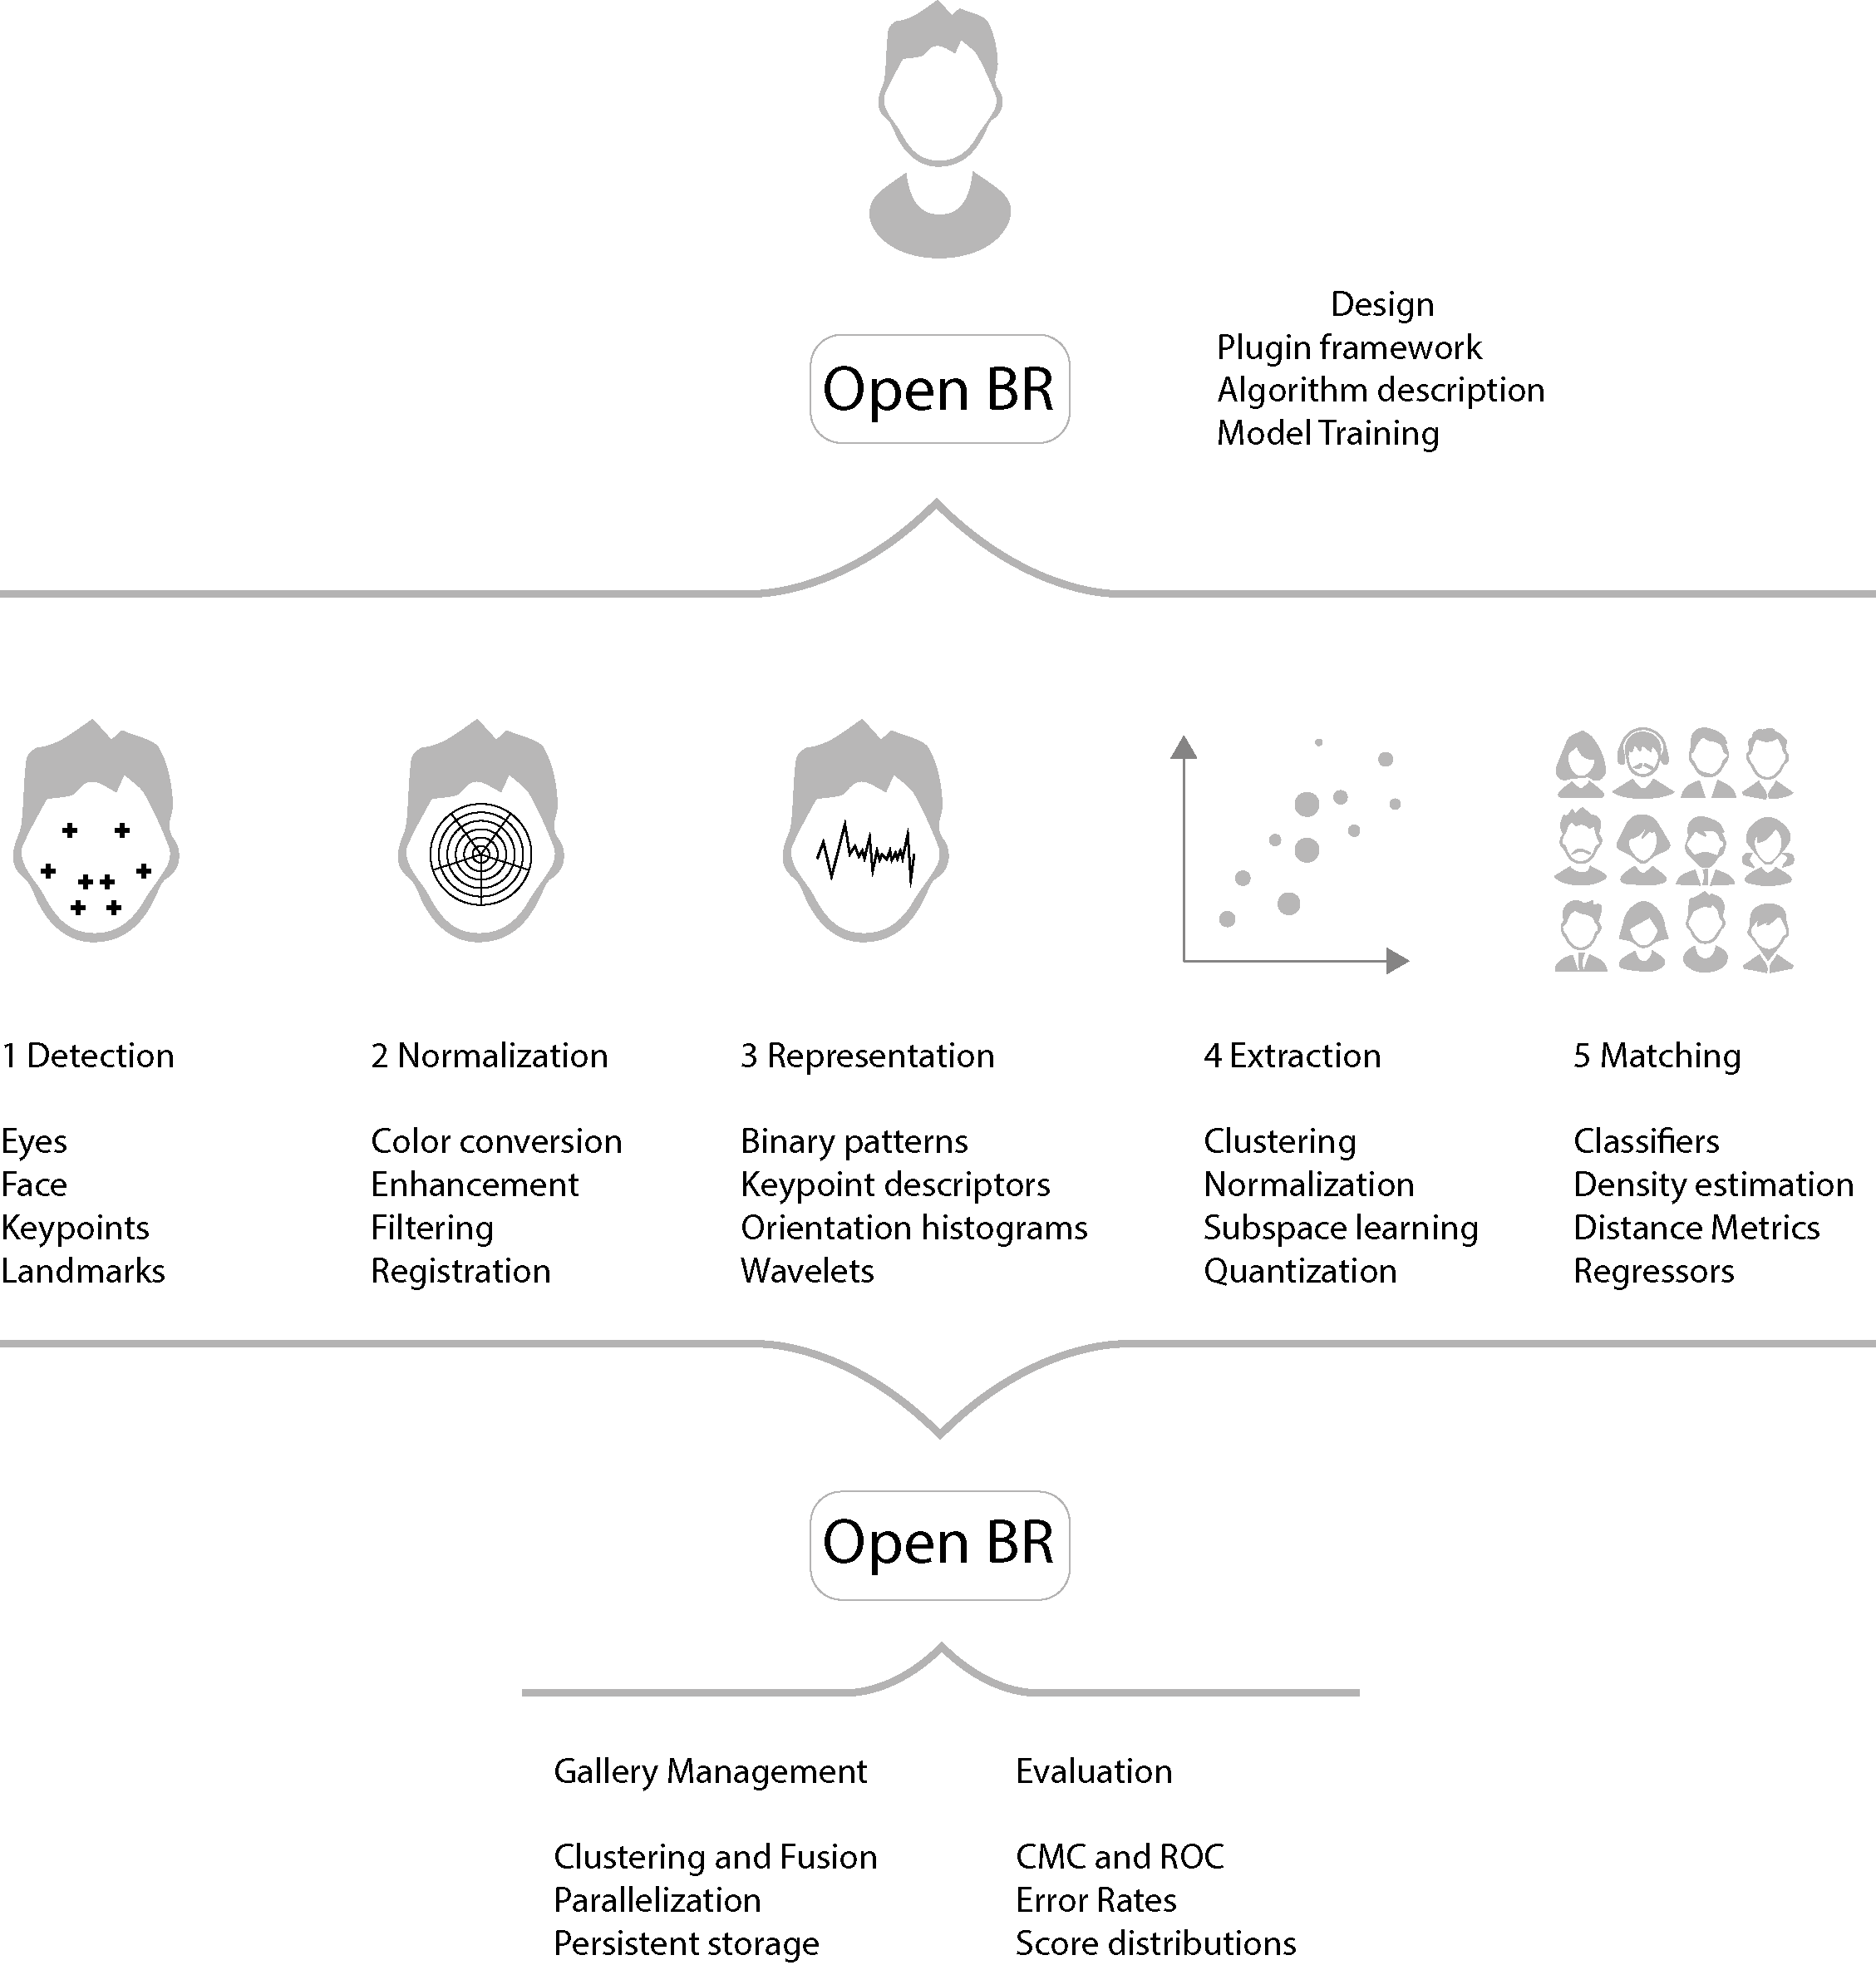 Design
Plugin framework
Open BR
Algorithm description
Model Training
1 Detection
Eyes
Face
Keypoints
Landmarks
2 Normalization
Color conversion
Enhancement
Filtering
Registration
3 Representation
Binary patterns
Keypoint descriptors
Orientation histograms
Wavelets
4 Extraction
Clustering
Normalization
Subspace learning
Quantization
5 Matching
Classifiers
Density estimation
Distance Metrics
Regressors
Open BR
Gallery Management
Clustering and Fusion
Parallelization
Persistent storage
Evaluation
CMC and ROC
Error Rates
Score distributions